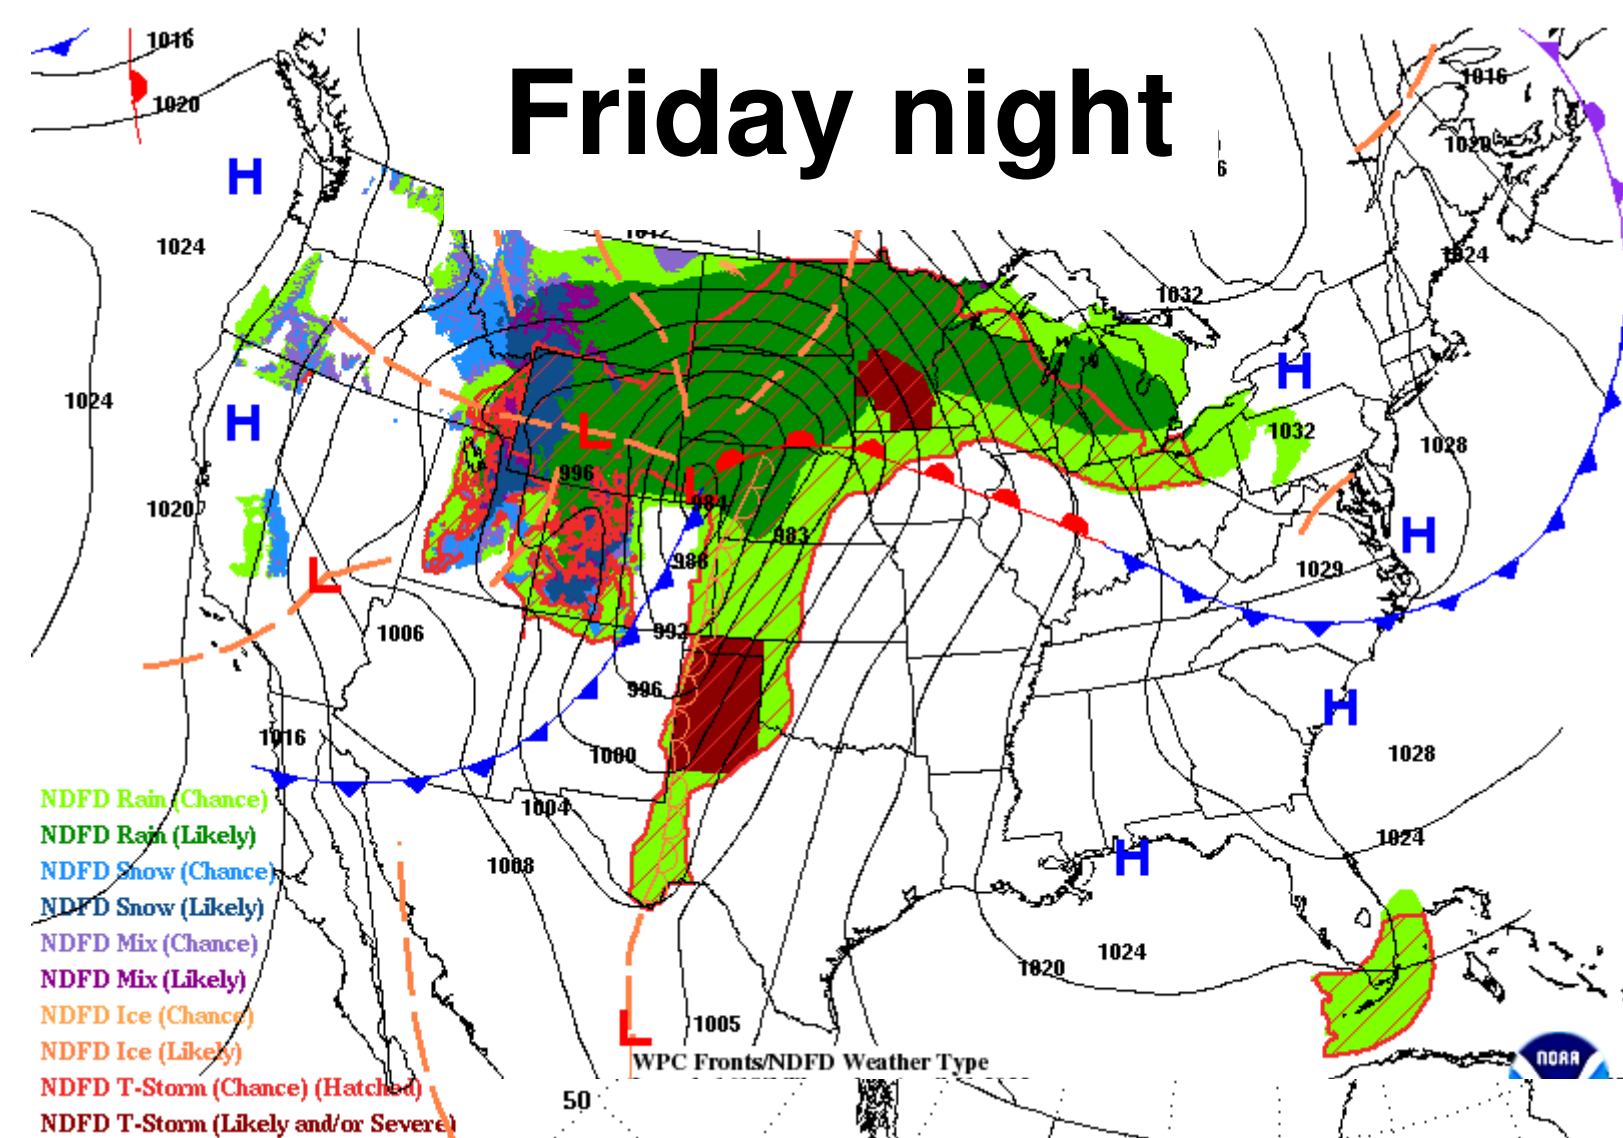 1016
Friday night
1016
1020
H
1020
6
1024
1012
1024
1032
H
1024
H
1032
1028
L
996
L
984
1020
983
H
988
1029
L
1006
992
996
H
1016
1000
1028
NDFD Rain (Chance)
1004
NDFD Rain (Likely)
1024
1008
H
NDFD Snow (Chance)
NDFD Snow (Likely)
NDFD Mix (Chance)
1024
1020
NDFD Mix (Likely)
NDFD Ice (Chance)
L
1005
NDFD Ice (Likely)
WPC Fronts/NDFD Weather Type
NOAA
NDFD T-Storm (Chance) (Hatched)
50
NDFD T-Storm (Likely and/or Severe)